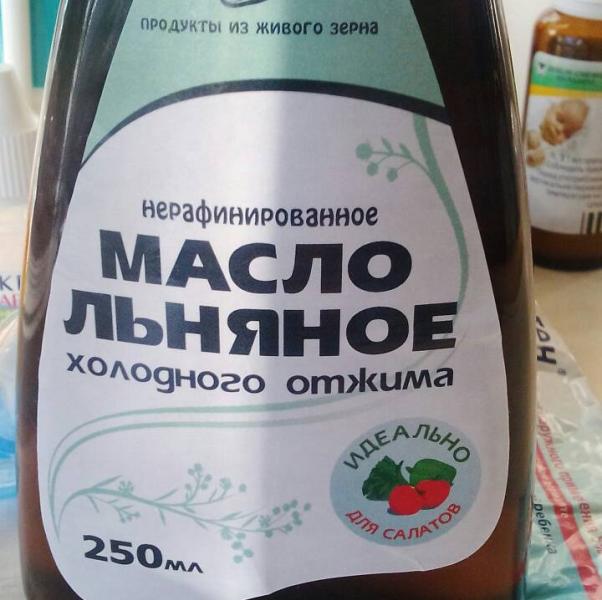 ПРОДУКТЫ ИЗ ЖИВОГО ЗЕРНА
НЕРАФИНИРОВАННОЕ
МАСЛО
ЛЬНЯНОЕ
ХОЛОДНОГО ОТЖИМА
ИДЕАЛЬНО
ДЛЯ САЛАТОВ
250МЛ